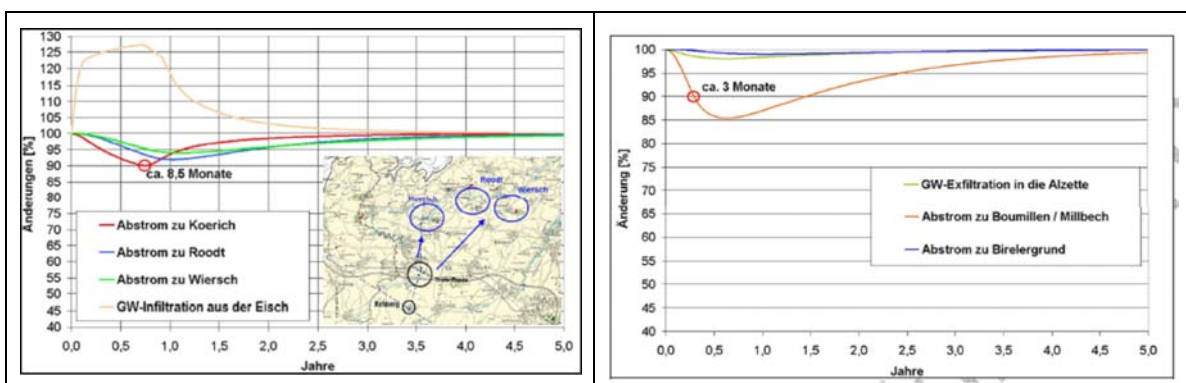 130
125
120
115
110
105
100
95
90
85
80
75
70
65
60
55
50
45
40
Änderungen [%]
ca. 8,5 Monate
Abstrom zu Koerich
Abstrom zu Roodt
Abstrom zu Wiersch
GW-Infiltration aus der Eisch
Roodt
Wiersch
0,0 0,5 1,0 1,5 2,0 2,5 3,0 3,5 4,0 4,5 5,0
Jahre
100
95
90
85
80
75
70
65
60
55
50
45
40
Änderung [%]
ca. 3 Monate
GW-Exfiltration in die Alzette
Abstrom zu Boumillen / Millbech
Abstrom zu Birelergrund
0,0 0,5 1,0 1,5 2,0 2,5 3,0 3,5 4,0 4,5 5,0
Jahre